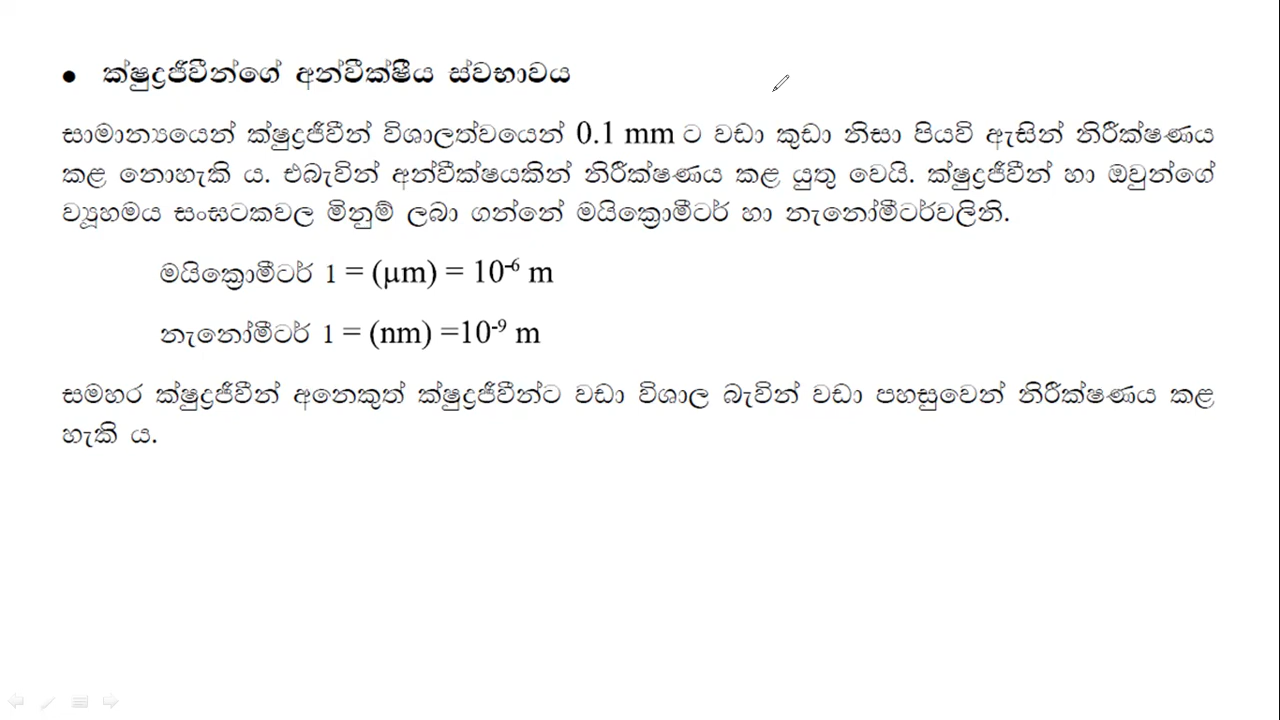 • ක්ෂුද්‍රජීවීන්ගේ අන්වීක්ෂීය ස්වභාවය
සාමාන්‍යයෙන් ක්ෂුද්‍රජීවීන් විශාලත්වයෙන් 0.1 mm ට වඩා කුඩා නිසා පියවි ඇසින් නිරීක්ෂණය
කළ නොහැකි ය. එබැවින් අන්වීක්ෂයකින් නිරීක්ෂණය කළ යුතු වෙයි. ක්ෂුද්‍රජීවීන් හා ඔවුන්ගේ
ව්‍යූහමය සංඝටකවල මිනුම් ලබා ගන්නේ මයික්‍රොමීටර් හා නැනෝමීටර්වලිනි.
මයික්‍රොමීටර් 1 = (μm) = 10⁻⁶ m
නැනෝමීටර් 1 = (nm) =10⁻⁹ m
සමහර ක්ෂුද්‍රජීවීන් අනෙකුත් ක්ෂුද්‍රජීවීන්ට වඩා විශාල බැවින් වඩා පහසුවෙන් නිරීක්ෂණය කළ
හැකි ය.